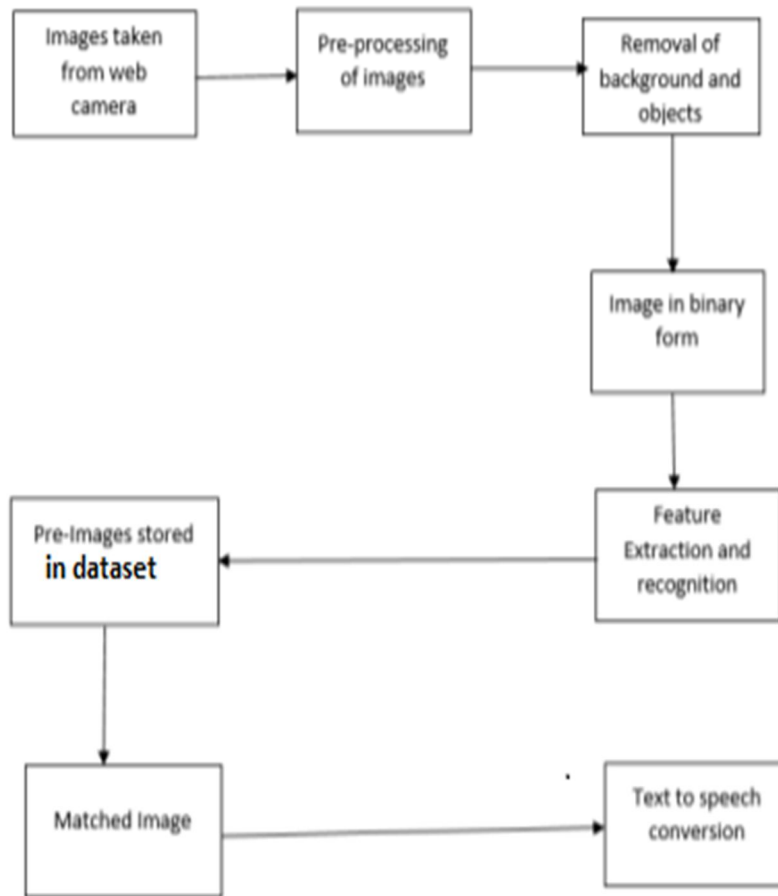 Images taken
from web
camera
Pre-processing
of images
Removal of
background and
objects
Image in binary
form
Feature
Extraction and
recognition
Pre-Images stored
in dataset
Matched Image
Text to speech
conversion